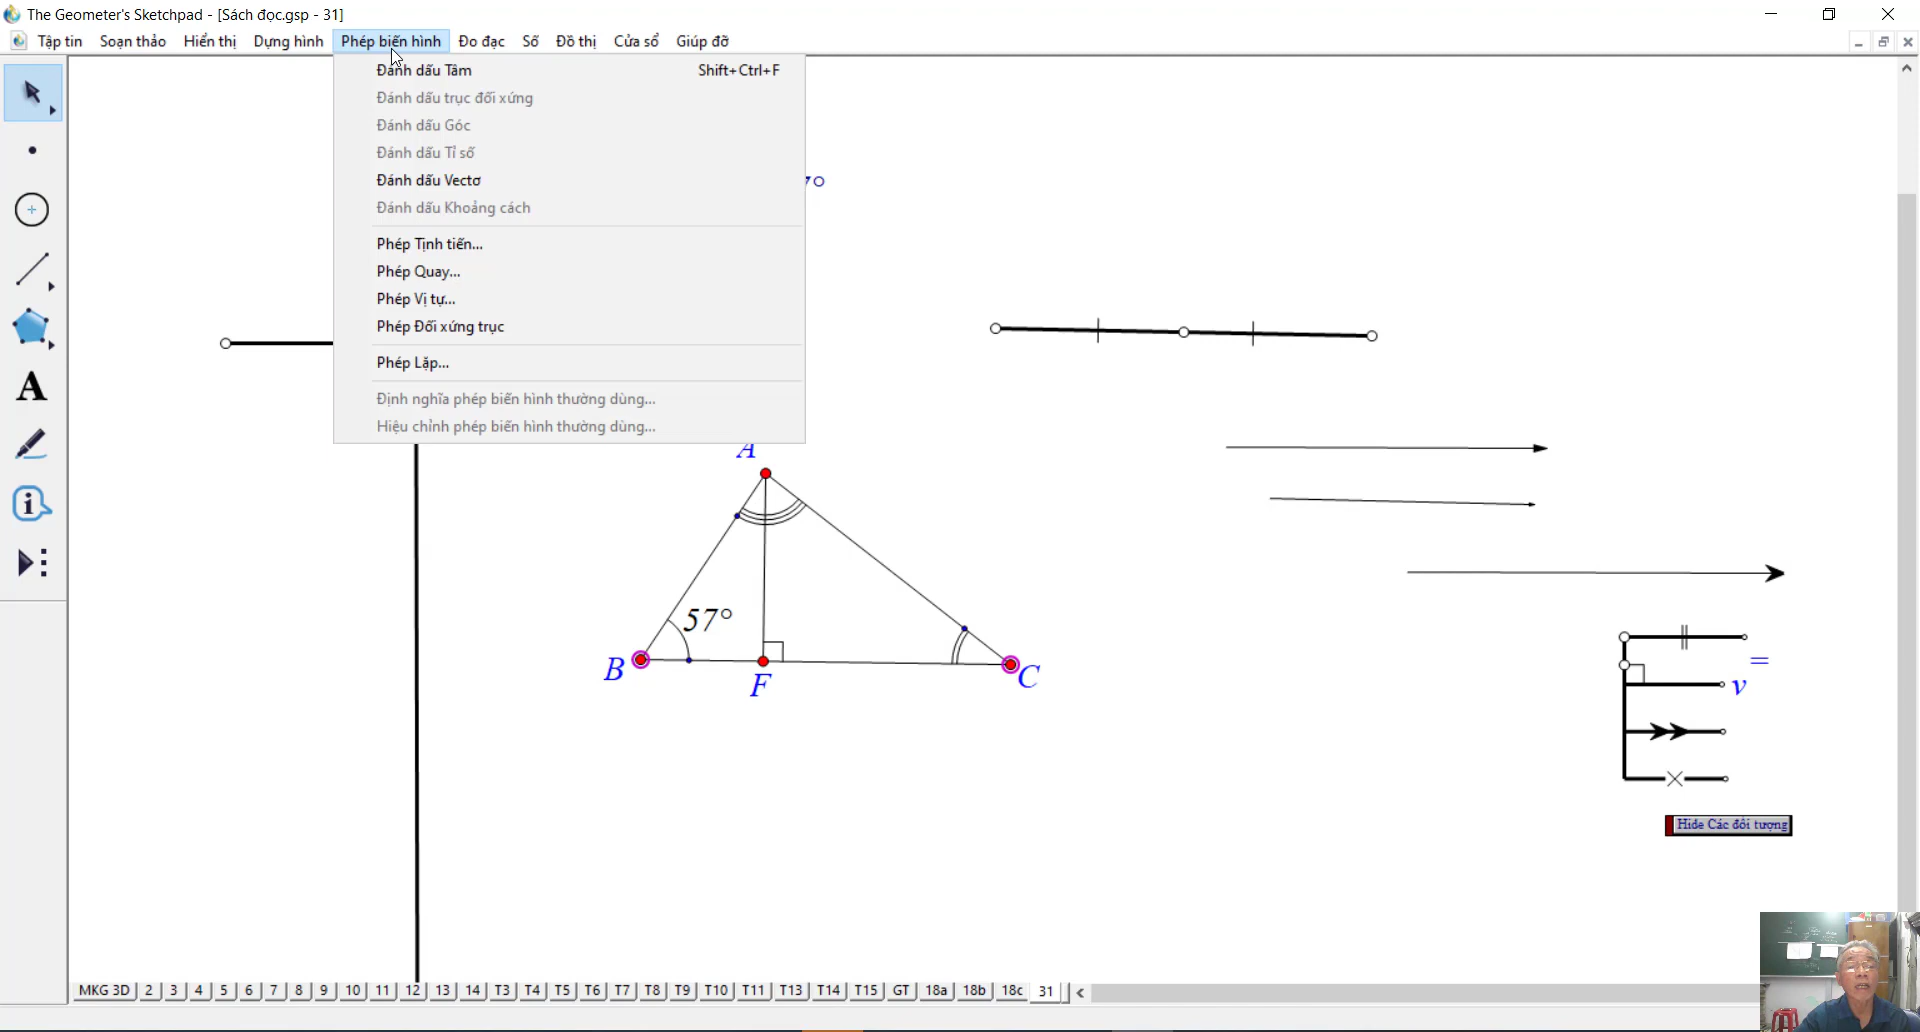 The Geometer's Sketchpad - [Sách đọc.gsp - 31]
Tập tin Soạn thảo Hiển thị Dựng hình Phép biến hình Đo đạc Số Đồ thị Cửa sổ Giúp đỡ
Đánh dấu Tâm Shift+Ctrl+F
Đánh dấu trục đối xứng
Đánh dấu Góc
Đánh dấu Tỉ số
Đánh dấu Vectơ
Đánh dấu Khoảng cách
Phép Tịnh tiến...
Phép Quay...
Phép Vị tự...
Phép Đối xứng trục
Phép Lặp...
Định nghĩa phép biến hình thường dùng...
Hiệu chỉnh phép biến hình thường dùng...
A
A
57°
B
F
C
=
v
Hide Các đối tượng
MKG 3D 2 3 4 5 6 7 8 9 10 11 12 13 14 T3 T4 T5 T6 T7 T8 T9 T10 T11 T13 T14 T15 GT 18a 18b 18c 31